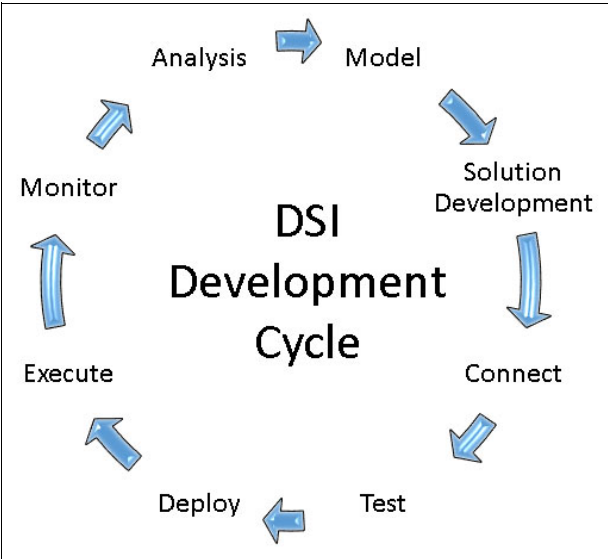 Analysis
Model
Solution
Development
Connect
Test
Deploy
Execute
Monitor
DSI
Development
Cycle